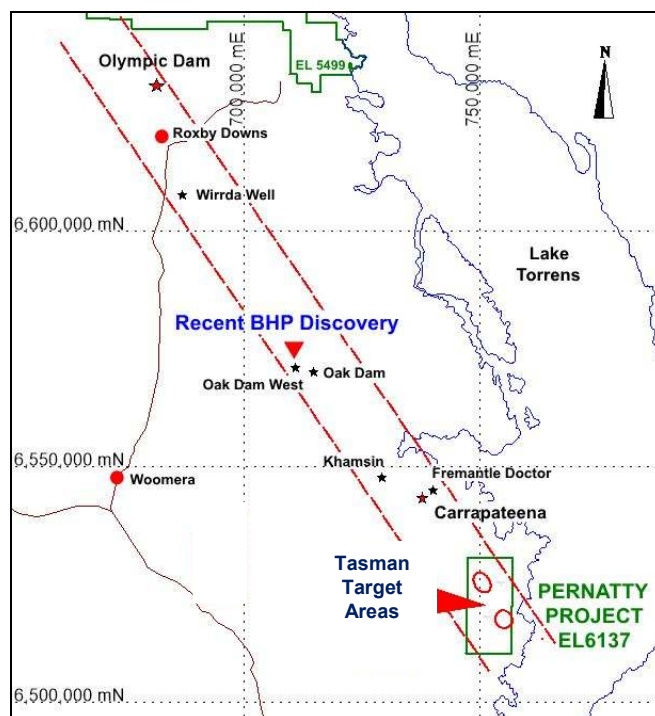 Olympic Dam
EL 5499
700,000 mE
750,000 mE
N
Roxby Downs
Wirrda Well
6,600,000 mN
Lake
Torrens
Recent BHP Discovery
Oak Dam
Oak Dam West
6,550,000 mN
Khamsin
Fremantle Doctor
Woomera
Carrapateena
Tasman
Target
Areas
PERNATTY
PROJECT
EL6137
6,500,000 mN